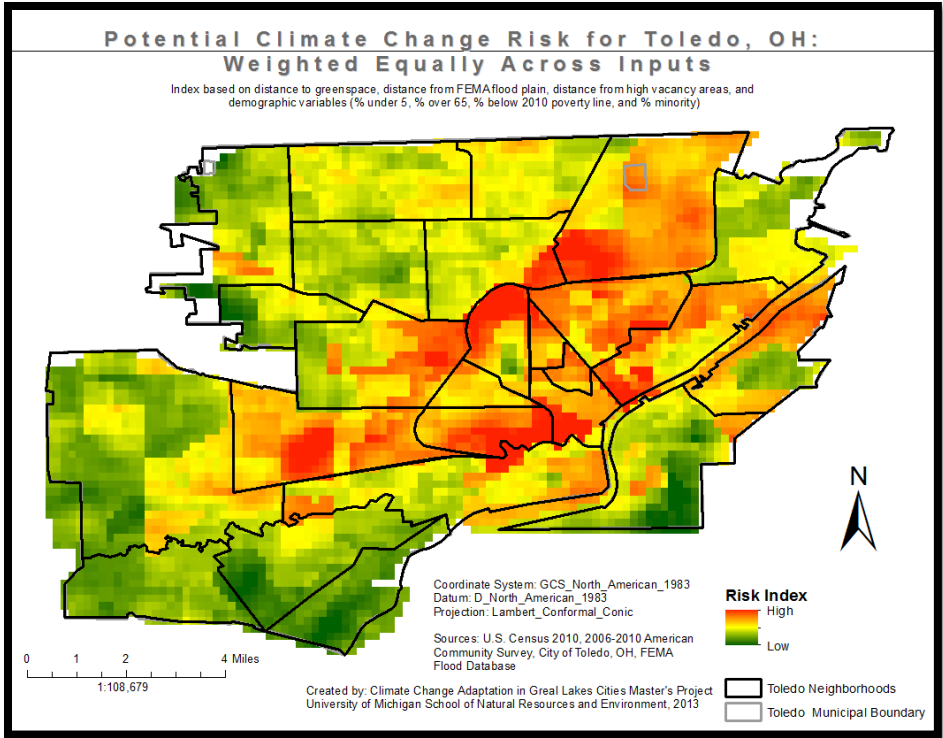 Potential Climate Change Risk for Toledo, OH:
Weighted Equally Across Inputs
Index based on distance to greenspace, distance from FEMA flood plain, distance from high vacancy areas, and
demographic variables (% under 5, % over 65, % below 2010 poverty line, and % minority)
N
Coordinate System: GCS_North_American_1983
Datum: D_North_American_1983
Projection: Lambert_Conformal_Conic
Sources: U.S. Census 2010, 2006-2010 American
Community Survey, City of Toledo, OH, FEMA
Flood Database
Risk Index
High
Low
0 1 2 4 Miles
1:108,679
Created by: Climate Change Adaptation in Greal Lakes Cities Master's Project
University of Michigan School of Natural Resources and Environment, 2013
Toledo Neighborhoods
Toledo Municipal Boundary